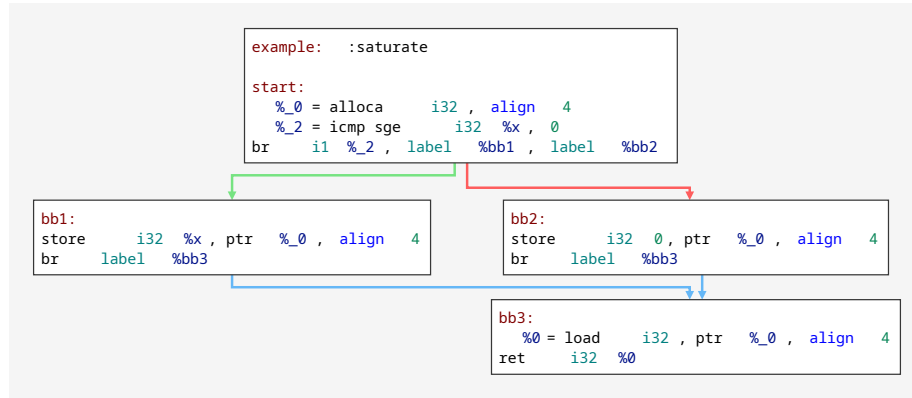 example: :saturate
start:
%_0 = alloca i32 , align 4
%_2 = icmp sge i32 %x , 0
br i1 %_2 , label %bb1 , label %bb2
bb1:
store i32 %x , ptr %_0 , align 4
br label %bb3
bb2:
store i32 0 , ptr %_0 , align 4
br label %bb3
bb3:
%0 = load i32 , ptr %_0 , align 4
ret i32 %0